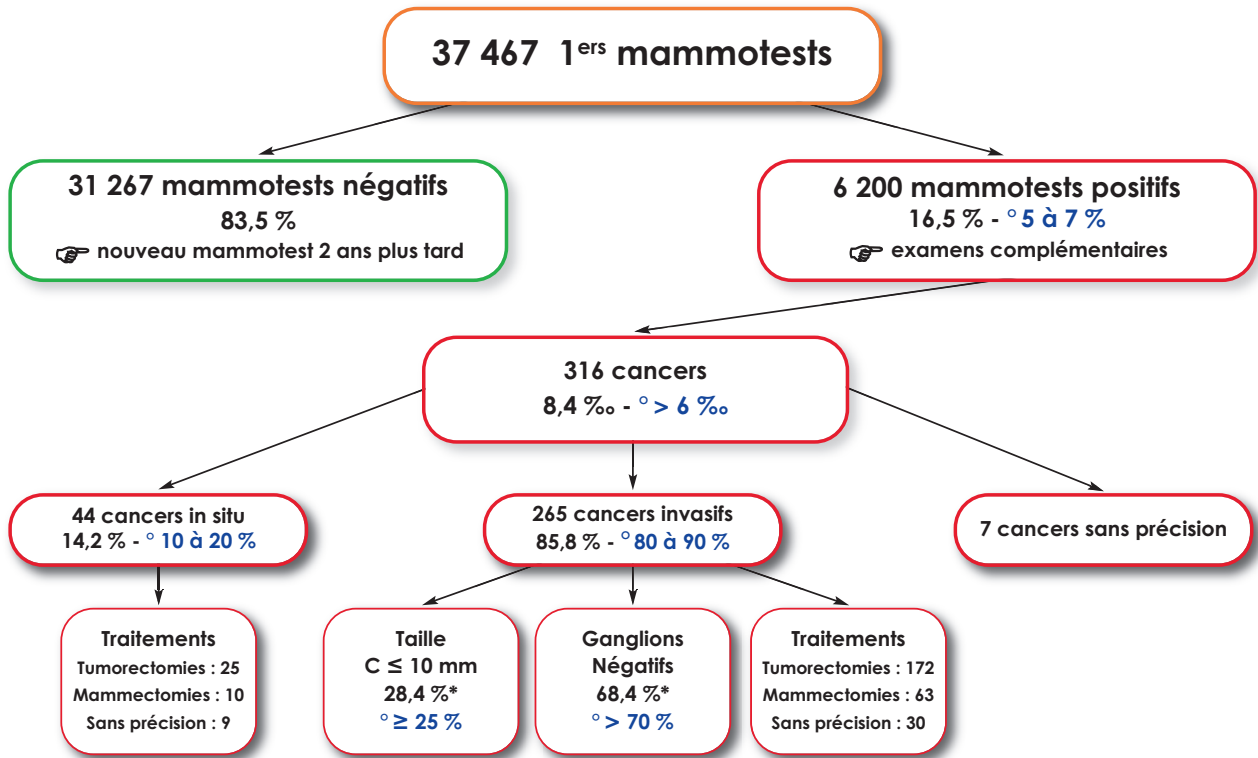 37 467 1ers mammotests
31 267 mammotests négatifs
83,5 %
☞ nouveau mammotest 2 ans plus tard
6 200 mammotests positifs
16,5 % - ° 5 à 7 %
☞ examens complémentaires
316 cancers
8,4 ‰ - ° > 6 ‰
44 cancers in situ
14,2 % - ° 10 à 20 %
265 cancers invasifs
85,8 % - ° 80 à 90 %
7 cancers sans précision
Traitements
Tumorectomies : 25
Mammectomies : 10
Sans précision : 9
Taille
C ≤ 10 mm
28,4 %*
° ≥ 25 %
Ganglions
Négatifs
68,4 %*
° > 70 %
Traitements
Tumorectomies : 172
Mammectomies : 63
Sans précision : 30